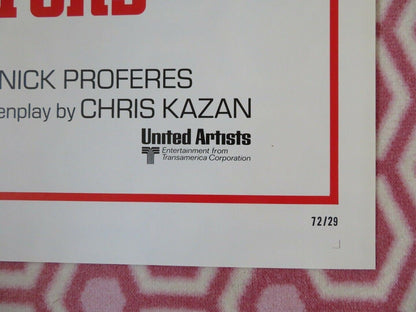 NICK PROFERES
enplay by CHRIS KAZAN
United Artists
Entertainment from
Transamerica Corporation
72/29